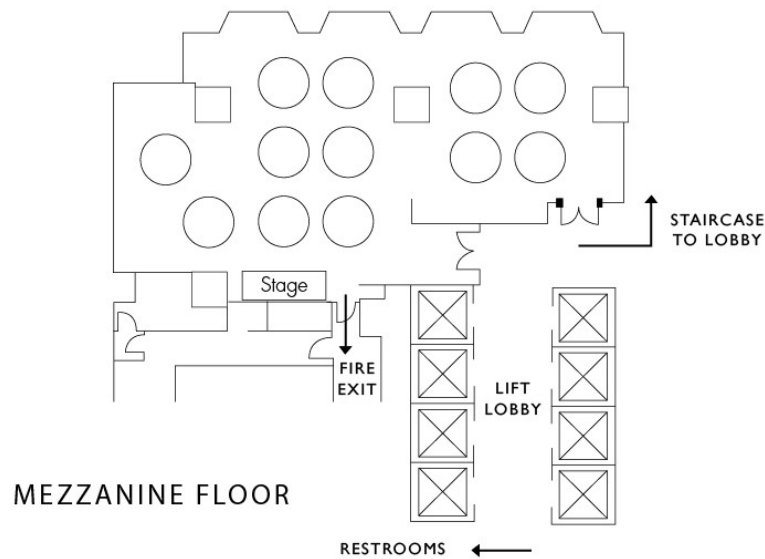 STAIRCASE
TO LOBBY
Stage
FIRE
EXIT
LIFT
LOBBY
MEZZANINE FLOOR
RESTROOMS